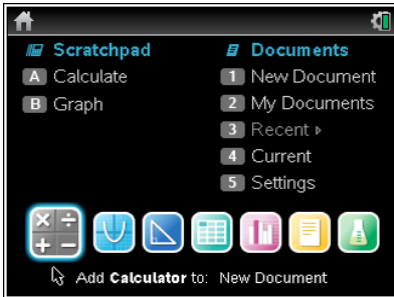 Scratchpad
A Calculate
B Graph
Documents
1 New Document
2 My Documents
3 Recent ▸
4 Current
5 Settings
Add Calculator to: New Document